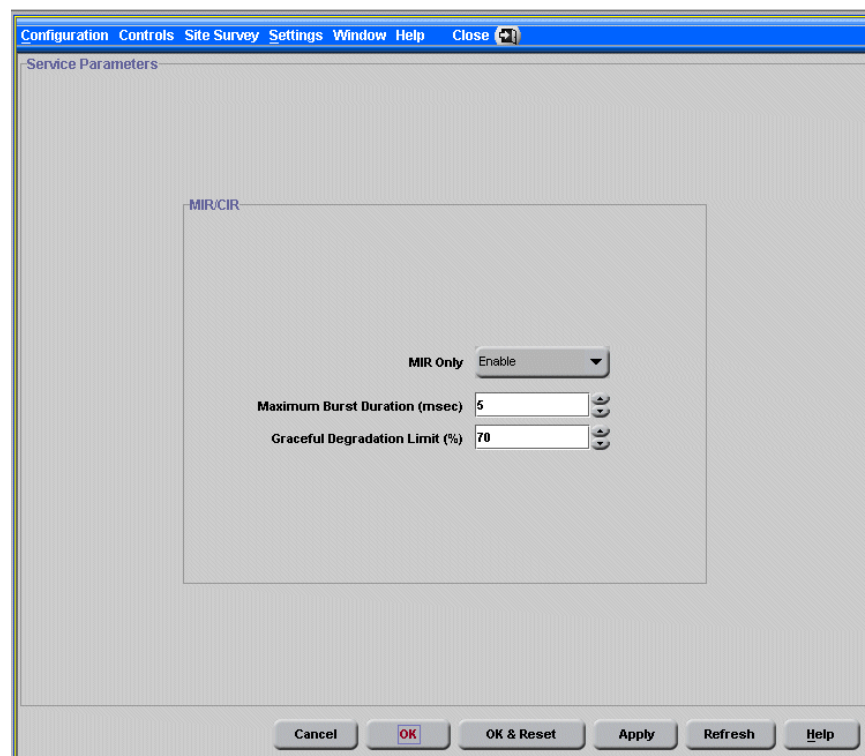 Configuration Controls Site Survey Settings Window Help Close
Service Parameters
MIR/CIR
MIR Only Enable
Maximum Burst Duration (msec) 5
Graceful Degradation Limit (%) 70
Cancel OK OK & Reset Apply Refresh Help